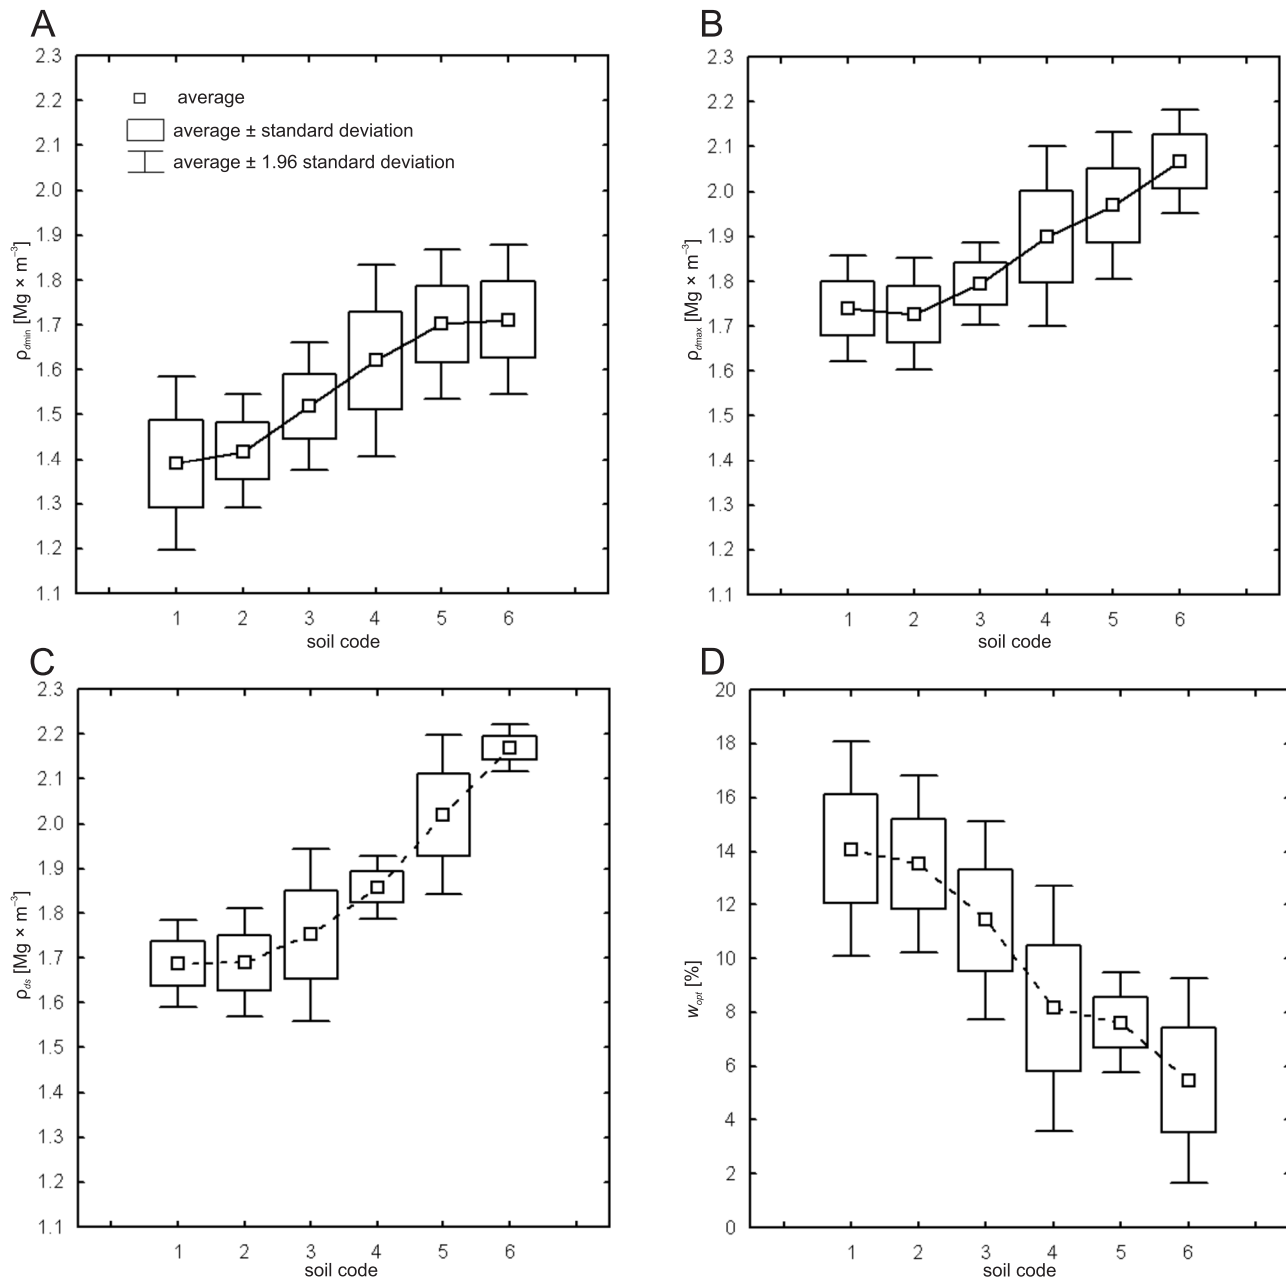 A
2.3
2.2
2.1
2.0
1.9
1.8
1.7
1.6
1.5
1.4
1.3
1.2
1.1
ρdmin [Mg × m⁻³]
average
average ± standard deviation
average ± 1.96 standard deviation
1 2 3 4 5 6
soil code
B
2.3
2.2
2.1
2.0
1.9
1.8
1.7
1.6
1.5
1.4
1.3
1.2
1.1
ρdmax [Mg × m⁻³]
1 2 3 4 5 6
soil code
C
2.3
2.2
2.1
2.0
1.9
1.8
1.7
1.6
1.5
1.4
1.3
1.2
1.1
ρds [Mg × m⁻³]
1 2 3 4 5 6
soil code
D
20
18
16
14
12
10
8
6
4
2
0
wopt [%]
1 2 3 4 5 6
soil code